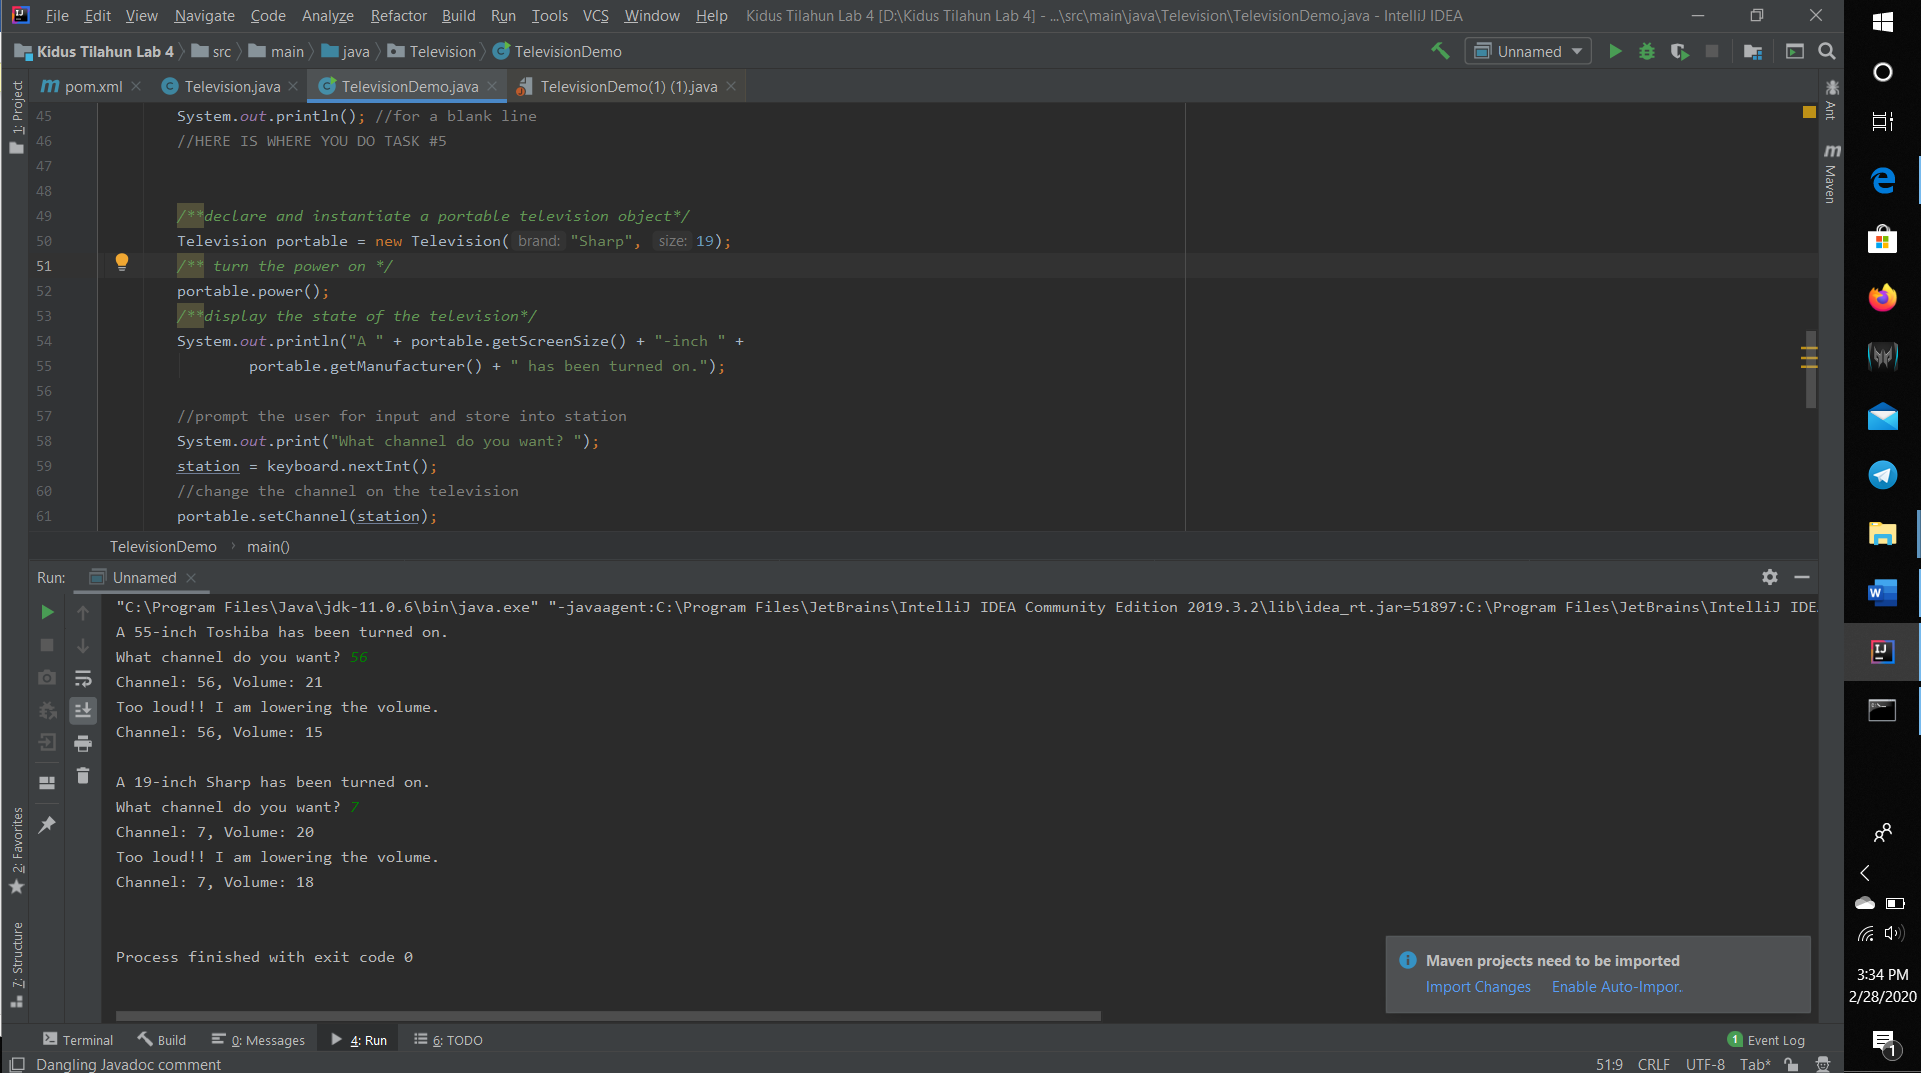 File Edit View Navigate Code Analyze Refactor Build Run Tools VCS Window Help Kidus Tilahun Lab 4 [D:\Kidus Tilahun Lab 4] - ...\src\main\java\Television\TelevisionDemo.java - IntelliJ IDEA
Kidus Tilahun Lab 4 src main java Television TelevisionDemo Unnamed
pom.xml Television.java TelevisionDemo.java TelevisionDemo(1) (1).java
1: Project
Ant
Maven
45 System.out.println(); //for a blank line
46 //HERE IS WHERE YOU DO TASK #5
47
48
49 /**declare and instantiate a portable television object*/
50 Television portable = new Television( brand: "Sharp", size: 19);
51 /** turn the power on */
52 portable.power();
53 /**display the state of the television*/
54 System.out.println("A " + portable.getScreenSize() + "-inch " +
55 portable.getManufacturer() + " has been turned on.");
56
57 //prompt the user for input and store into station
58 System.out.print("What channel do you want? ");
59 station = keyboard.nextInt();
60 //change the channel on the television
61 portable.setChannel(station);
TelevisionDemo main()
Run: Unnamed
"C:\Program Files\Java\jdk-11.0.6\bin\java.exe" "-javaagent:C:\Program Files\JetBrains\IntelliJ IDEA Community Edition 2019.3.2\lib\idea_rt.jar=51897:C:\Program Files\JetBrains\IntelliJ IDE
A 55-inch Toshiba has been turned on.
What channel do you want? 56
Channel: 56, Volume: 21
Too loud!! I am lowering the volume.
Channel: 56, Volume: 15
A 19-inch Sharp has been turned on.
What channel do you want? 7
Channel: 7, Volume: 20
Too loud!! I am lowering the volume.
Channel: 7, Volume: 18
Process finished with exit code 0
2: Favorites
7: Structure
Maven projects need to be imported
Import Changes Enable Auto-Impor.
Terminal Build 0: Messages 4: Run 6: TODO 1 Event Log
Dangling Javadoc comment 51:9 CRLF UTF-8 Tab*
3:34 PM
2/28/2020
1